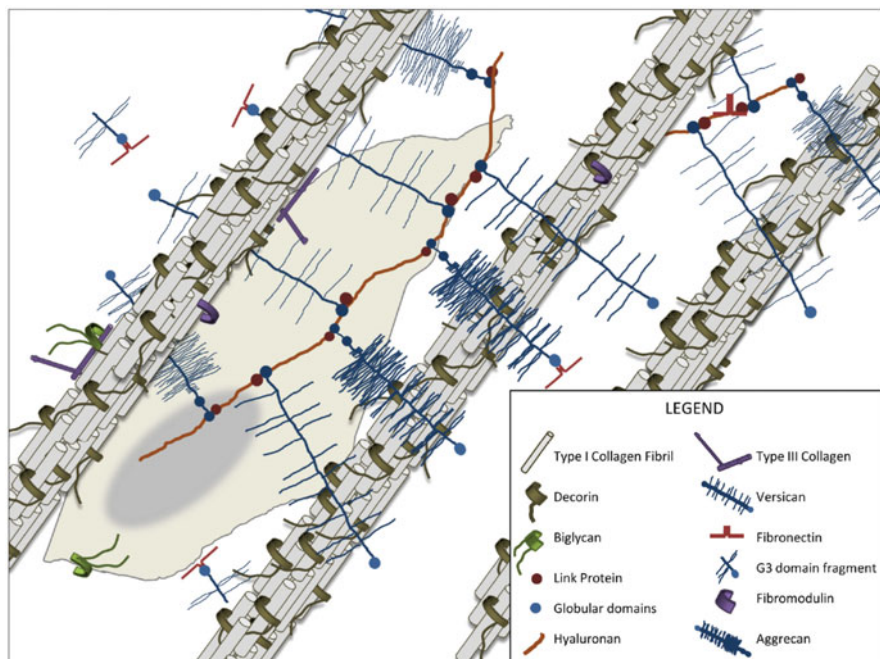 LEGEND
Type I Collagen Fibril
Type III Collagen
Decorin
Versican
Biglycan
Fibronectin
Link Protein
G3 domain fragment
Globular domains
Fibromodulin
Hyaluronan
Aggrecan